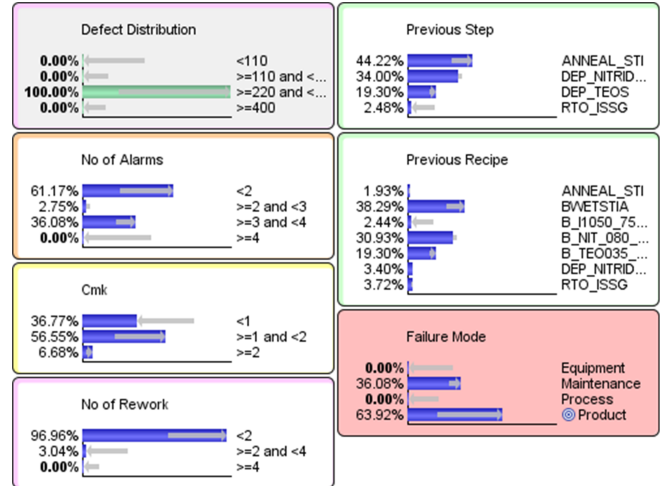 Defect Distribution
0.00% <110
0.00% >=110 and <...
100.00% >=220 and <...
0.00% >=400
No of Alarms
61.17% <2
2.75% >=2 and <3
36.08% >=3 and <4
0.00% >=4
Cmk
36.77% <1
56.55% >=1 and <2
6.68% >=2
No of Rework
96.96% <2
3.04% >=2 and <4
0.00% >=4
Previous Step
44.22% ANNEAL_STI
34.00% DEP_NITRID...
19.30% DEP_TEOS
2.48% RTO_ISSG
Previous Recipe
1.93% ANNEAL_STI
38.29% BWETSTIA
2.44% B_I1050_75...
30.93% B_NIT_080_...
19.30% B_TEO035_...
3.40% DEP_NITRID...
3.72% RTO_ISSG
Failure Mode
0.00% Equipment
36.08% Maintenance
0.00% Process
63.92% Product